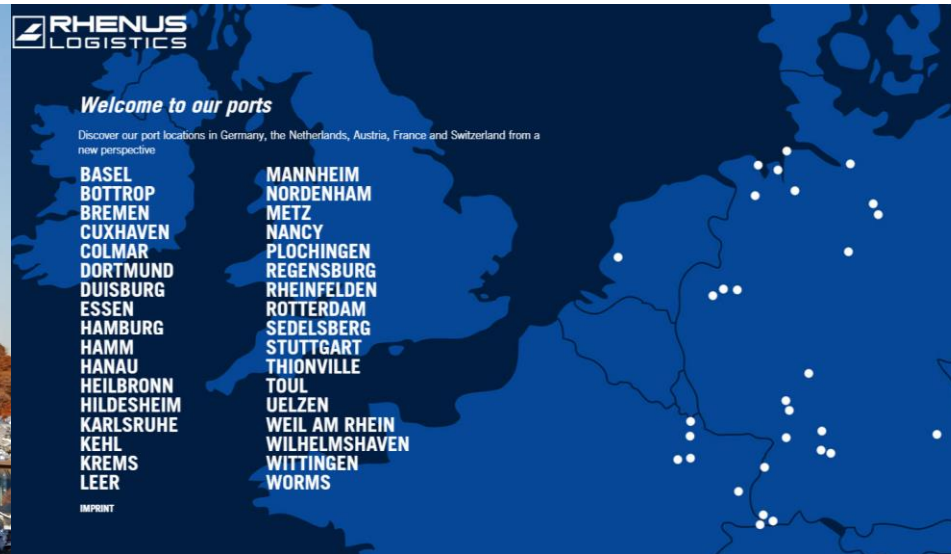 RHENUS
LOGISTICS
Welcome to our ports
Discover our port locations in Germany, the Netherlands, Austria, France and Switzerland from a
new perspective
BASEL
BOTTROP
BREMEN
CUXHAVEN
COLMAR
DORTMUND
DUISBURG
ESSEN
HAMBURG
HAMM
HANAU
HEILBRONN
HILDESHEIM
KARLSRUHE
KEHL
KREMS
LEER
MANNHEIM
NORDENHAM
METZ
NANCY
PLOCHINGEN
REGENSBURG
RHEINFELDEN
ROTTERDAM
SEDELSBERG
STUTTGART
THIONVILLE
TOUL
UELZEN
WEIL AM RHEIN
WILHELMSHAVEN
WITTINGEN
WORMS
IMPRINT